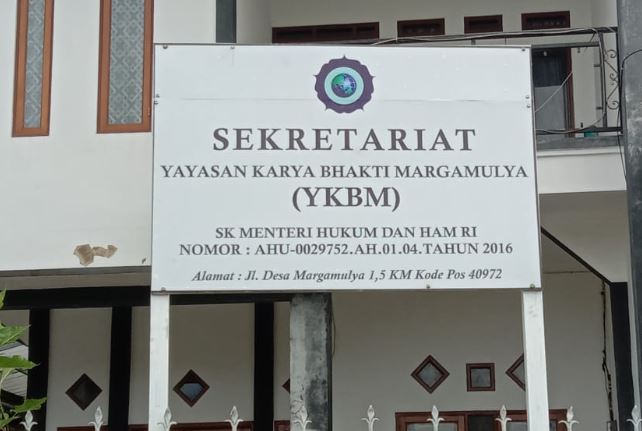 SEKRETARIAT
YAYASAN KARYA BHAKTI MARGAMULYA
(YKBM)
SK MENTERI HUKUM DAN HAM RI
NOMOR : AHU-0029752.AH.01.04.TAHUN 2016
Alamat : Jl. Desa Margamulya 1,5 KM Kode Pos 40972